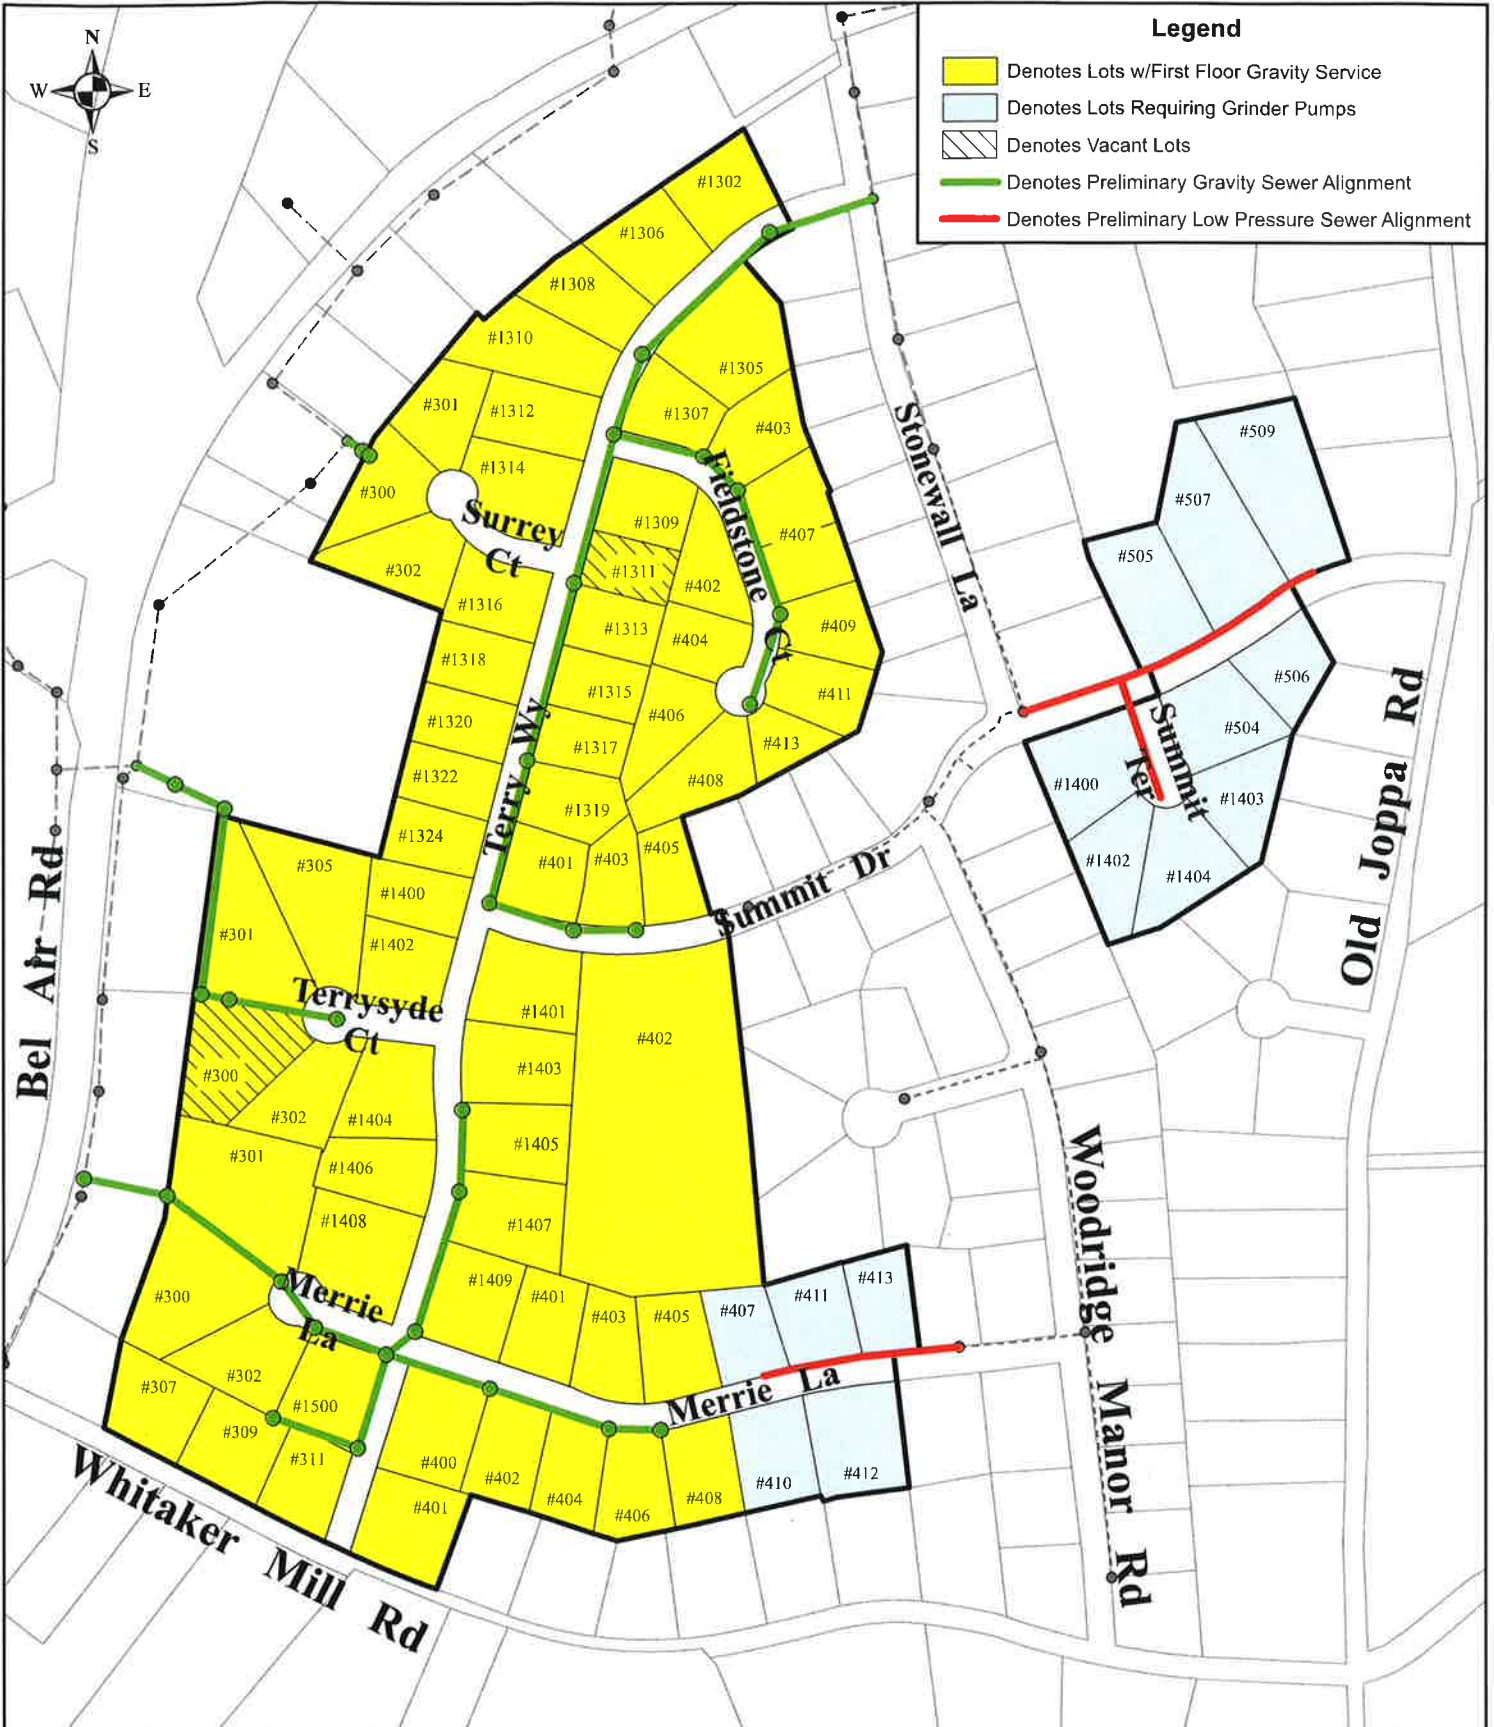 N
W
E
S
Legend
Denotes Lots w/First Floor Gravity Service
Denotes Lots Requiring Grinder Pumps
Denotes Vacant Lots
Denotes Preliminary Gravity Sewer Alignment
Denotes Preliminary Low Pressure Sewer Alignment
#1302
#1306
#1308
#1310
#1305
#301
#1312
#1307
#403
#509
#1314
#300
#507
Surrey
Ct
#1309
Fieldstone
Ct
#407
Stonewall La
#505
#302
#1311
#402
#1316
#1313
#404
#409
#1318
#506
#1315
#411
#1320
#406
Terry Wy
#1317
#413
#504
Summit
Ter
#1322
#408
#1400
#1403
#1319
#1324
#401
#403
#405
#305
#1402
#1404
Summit Dr
Old Joppa Rd
#1400
#301
#1402
Bel Air Rd
Terrysyde
Ct
#1401
#402
#1403
#300
#302
#1404
#1405
#301
#1406
#1408
#1407
Woodridge Manor Rd
#300
Merrie
La
#1409
#401
#403
#405
#407
#411
#413
#302
#307
#1500
Merrie La
#309
#311
#400
#402
#404
#406
#408
#410
#412
#401
Whitaker Mill Rd